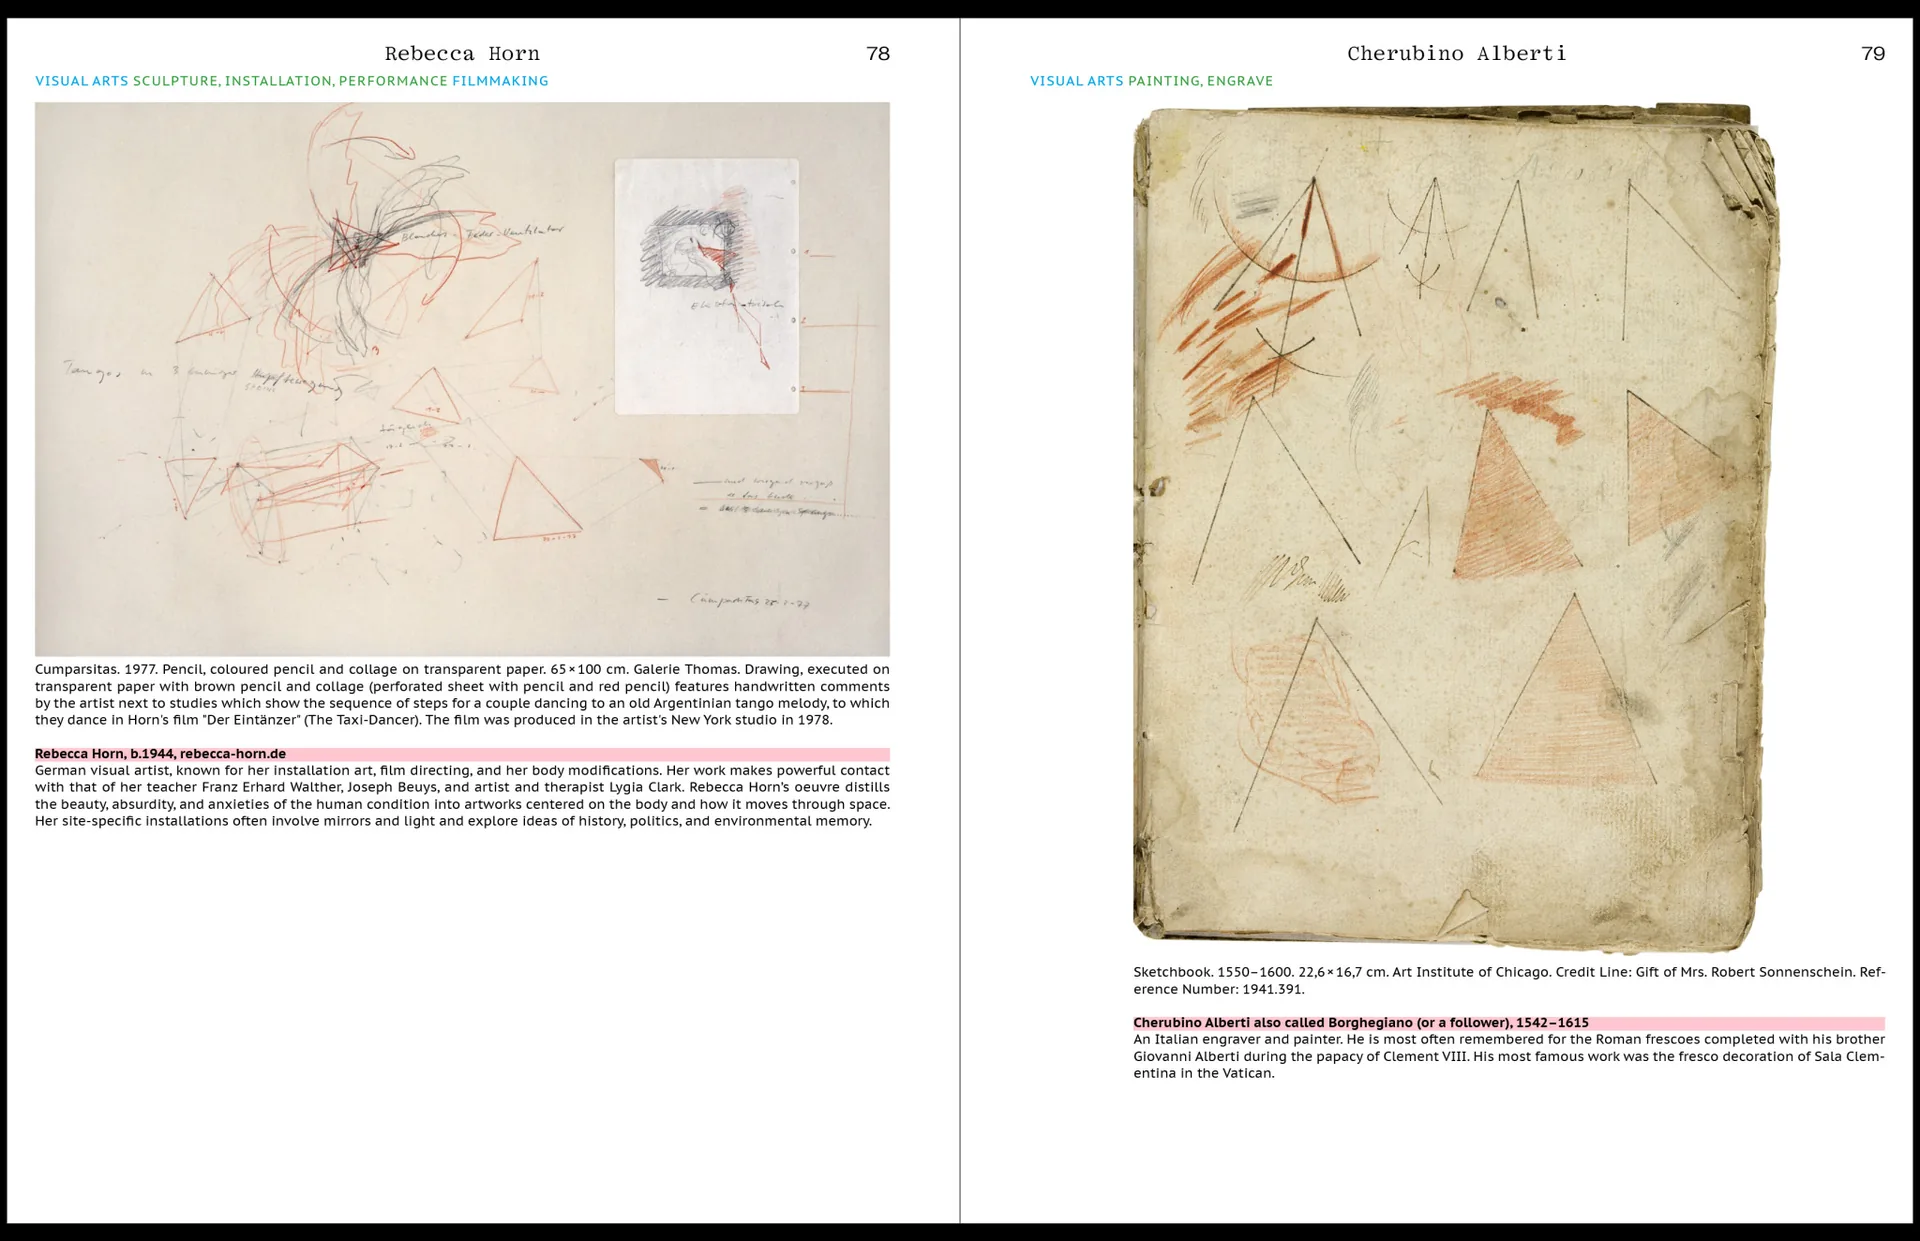 Rebecca Horn
78
VISUAL ARTS SCULPTURE, INSTALLATION, PERFORMANCE FILMMAKING
Cumparsitas. 1977. Pencil, coloured pencil and collage on transparent paper. 65×100 cm. Galerie Thomas. Drawing, executed on
transparent paper with brown pencil and collage (perforated sheet with pencil and red pencil) features handwritten comments
by the artist next to studies which show the sequence of steps for a couple dancing to an old Argentinian tango melody, to which
they dance in Horn's film "Der Eintänzer" (The Taxi-Dancer). The film was produced in the artist's New York studio in 1978.
Rebecca Horn, b.1944, rebecca-horn.de
German visual artist, known for her installation art, film directing, and her body modifications. Her work makes powerful contact
with that of her teacher Franz Erhard Walther, Joseph Beuys, and artist and therapist Lygia Clark. Rebecca Horn's oeuvre distills
the beauty, absurdity, and anxieties of the human condition into artworks centered on the body and how it moves through space.
Her site-specific installations often involve mirrors and light and explore ideas of history, politics, and environmental memory.
Cherubino Alberti
79
VISUAL ARTS PAINTING, ENGRAVE
Sketchbook. 1550–1600. 22,6×16,7 cm. Art Institute of Chicago. Credit Line: Gift of Mrs. Robert Sonnenschein. Ref-
erence Number: 1941.391.
Cherubino Alberti also called Borghegiano (or a follower), 1542–1615
An Italian engraver and painter. He is most often remembered for the Roman frescoes completed with his brother
Giovanni Alberti during the papacy of Clement VIII. His most famous work was the fresco decoration of Sala Clem-
entina in the Vatican.